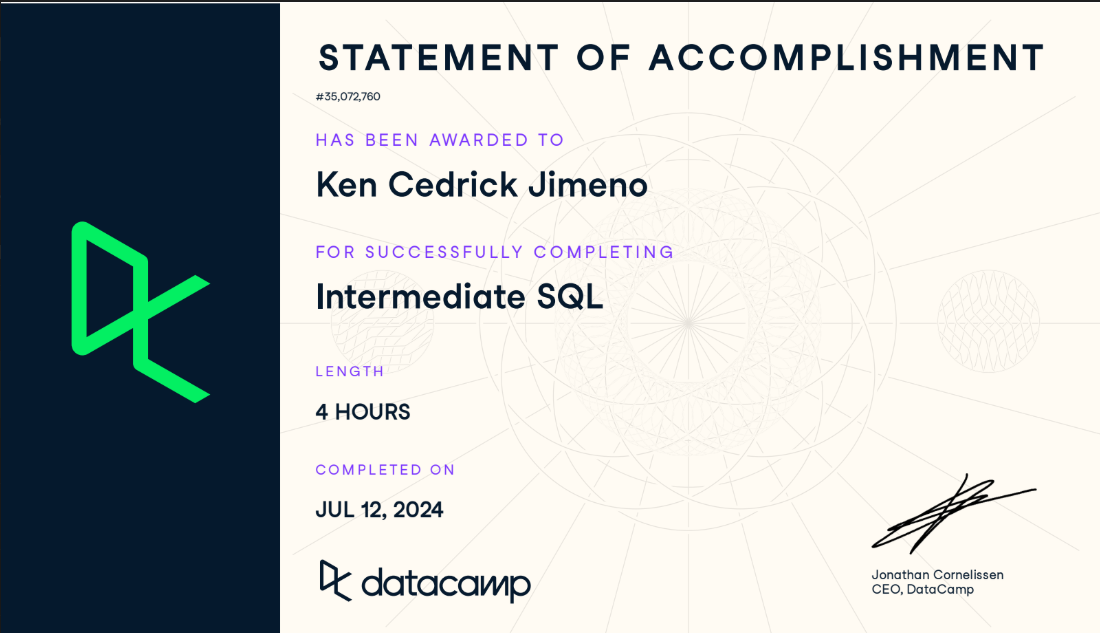 STATEMENT OF ACCOMPLISHMENT
#35,072,760
HAS BEEN AWARDED TO
Ken Cedrick Jimeno
FOR SUCCESSFULLY COMPLETING
Intermediate SQL
LENGTH
4 HOURS
COMPLETED ON
JUL 12, 2024
datacamp
Jonathan Cornelissen
CEO, DataCamp